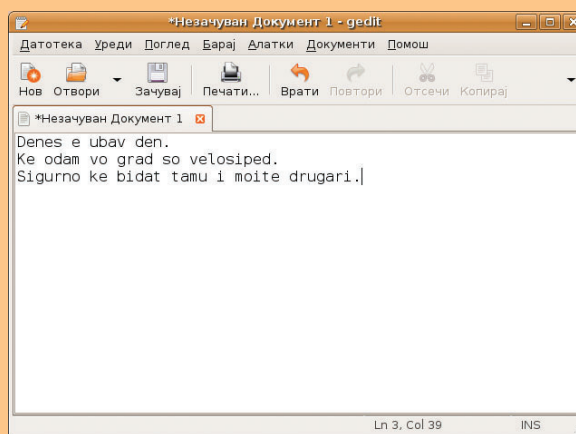 *Незачуван Документ 1 - gedit
Датотека Уреди Поглед Барај Алатки Документи Помош
Нов Отвори Зачувај Печати... Врати Повтори Отсечи Копирај
*Незачуван Документ 1
Denes e ubav den.
Ke odam vo grad so velosiped.
Sigurno ke bidat tamu i moite drugari.
Ln 3, Col 39 INS